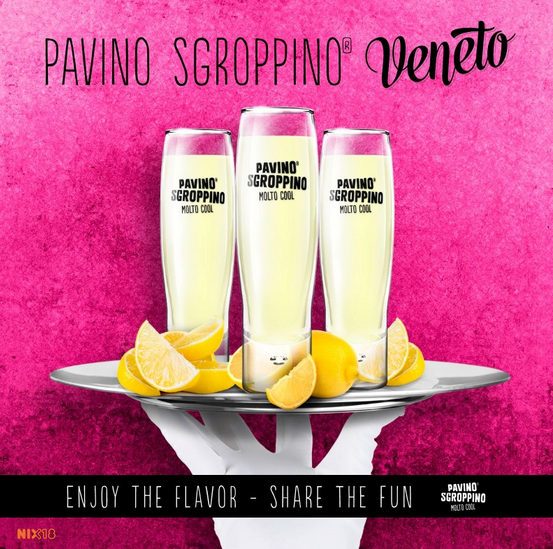 PAVINO SGROPPINO® Veneto
PAVINO®
SGROPPINO
MOLTO COOL
PAVINO®
SGROPPINO
MOLTO COOL
PAVINO®
SGROPPINO
MOLTO COOL
ENJOY THE FLAVOR - SHARE THE FUN
PAVINO®
SGROPPINO
MOLTO COOL
NIX18